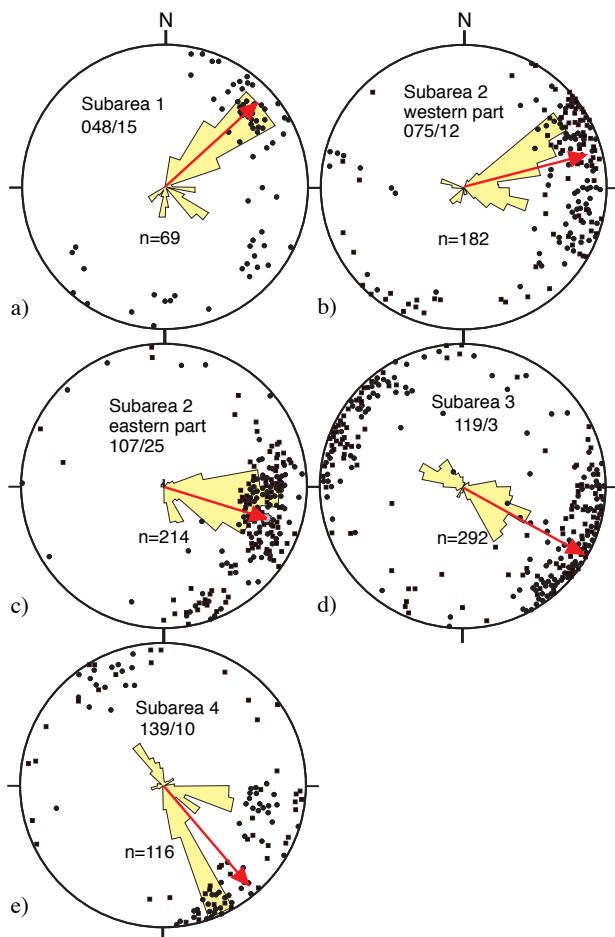 N
Subarea 1
048/15
n=69
a)
N
Subarea 2
western part
075/12
n=182
b)
Subarea 2
eastern part
107/25
n=214
c)
Subarea 3
119/3
n=292
d)
Subarea 4
139/10
n=116
e)